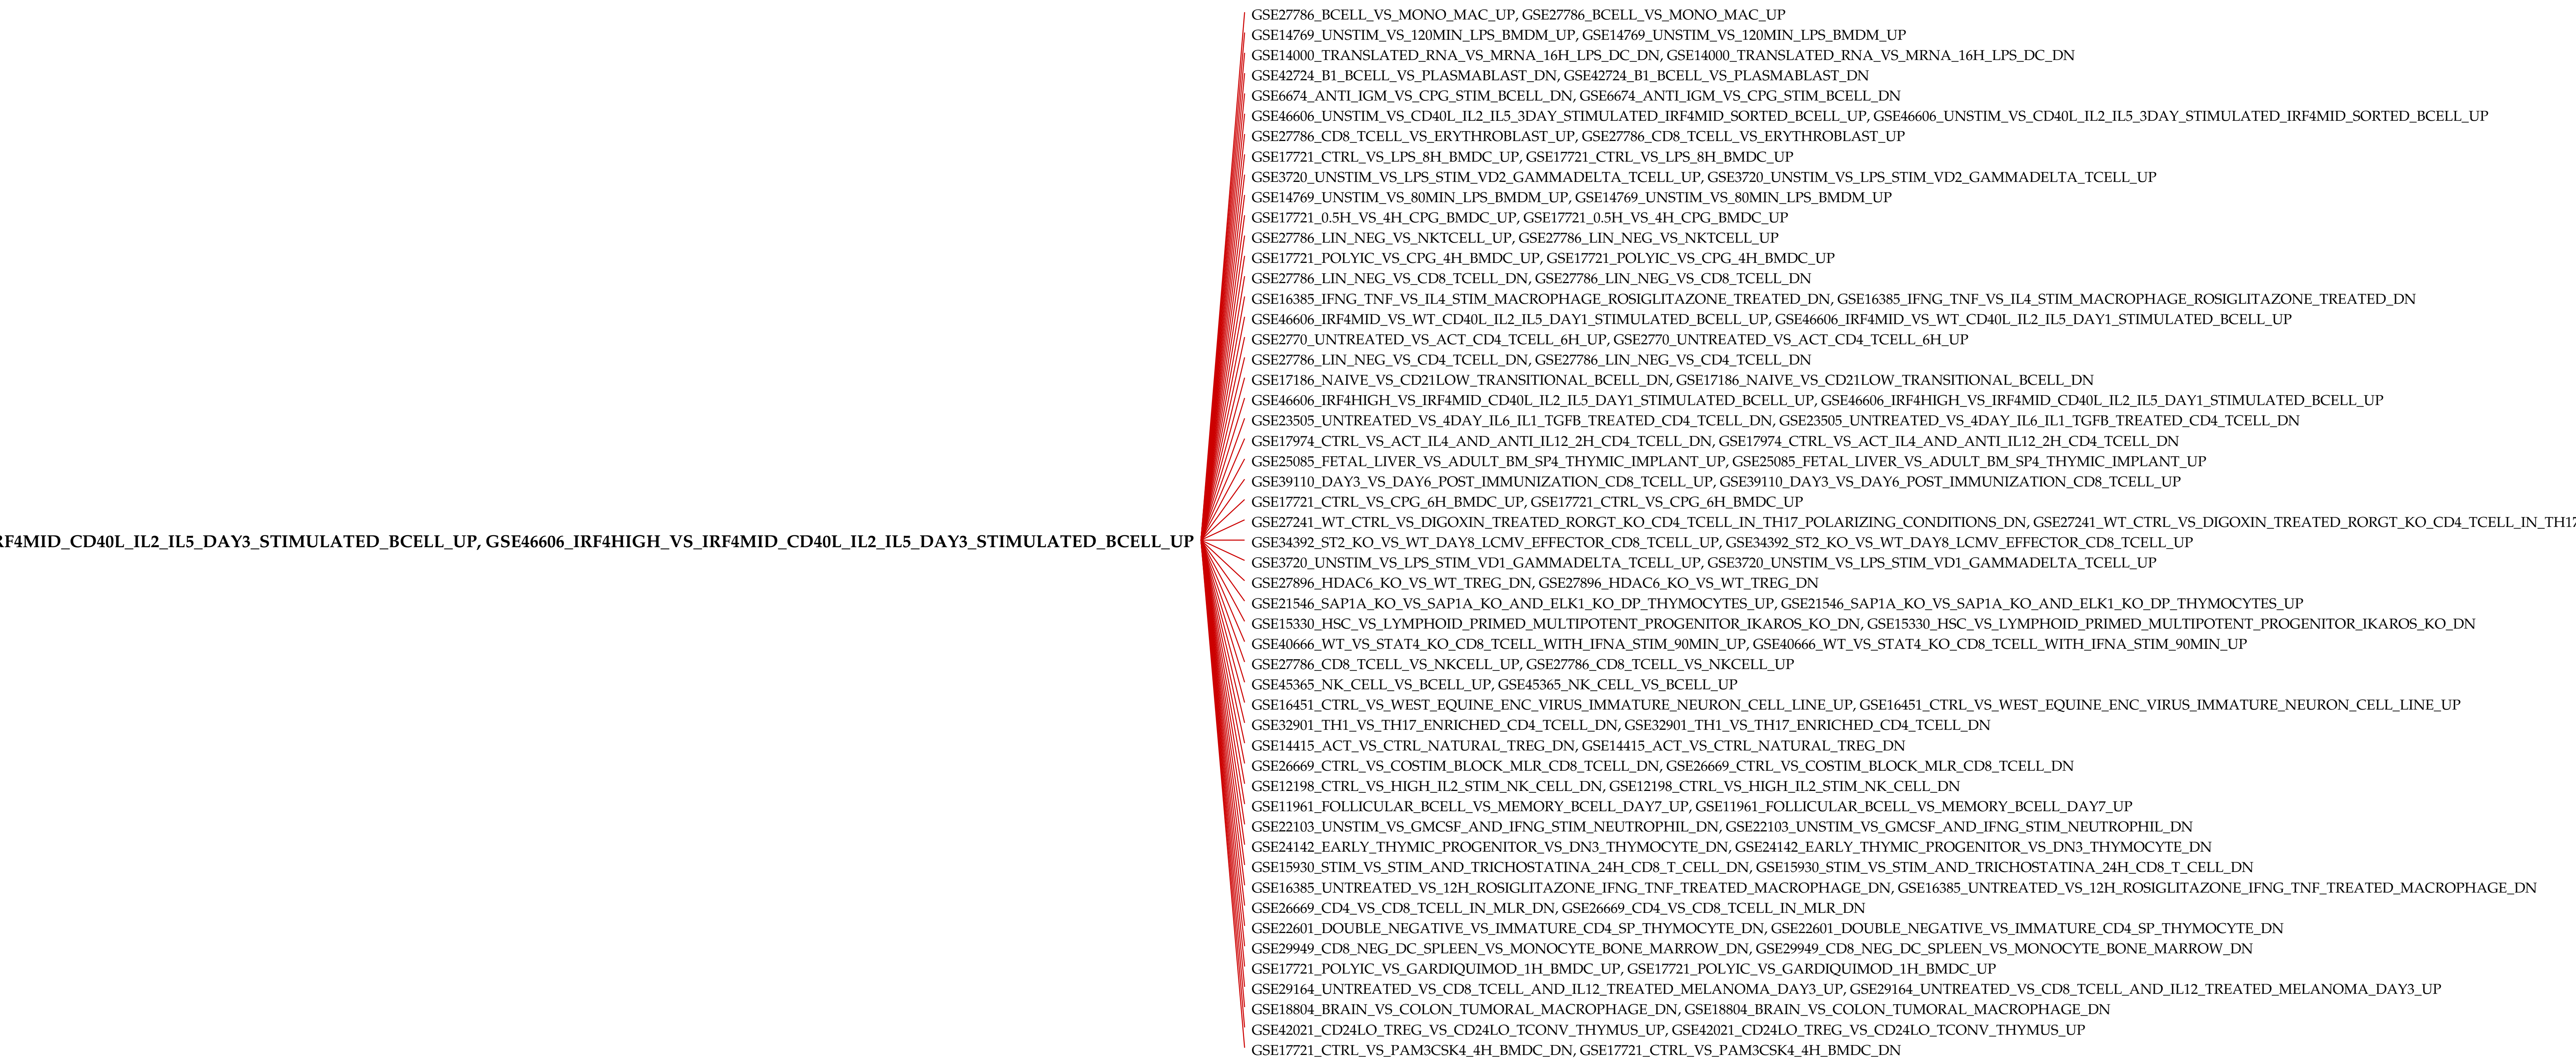 GSE27786_BCELL_VS_MONO_MAC_UP, GSE27786_BCELL_VS_MONO_MAC_UP
GSE14769_UNSTIM_VS_120MIN_LPS_BMDM_UP, GSE14769_UNSTIM_VS_120MIN_LPS_BMDM_UP
GSE14000_TRANSLATED_RNA_VS_MRNA_16H_LPS_DC_DN, GSE14000_TRANSLATED_RNA_VS_MRNA_16H_LPS_DC_DN
GSE42724_B1_BCELL_VS_PLASMABLAST_DN, GSE42724_B1_BCELL_VS_PLASMABLAST_DN
GSE6674_ANTI_IGM_VS_CPG_STIM_BCELL_DN, GSE6674_ANTI_IGM_VS_CPG_STIM_BCELL_DN
GSE46606_UNSTIM_VS_CD40L_IL2_IL5_3DAY_STIMULATED_IRF4MID_SORTED_BCELL_UP, GSE46606_UNSTIM_VS_CD40L_IL2_IL5_3DAY_STIMULATED_IRF4MID_SORTED_BCELL_UP
GSE27786_CD8_TCELL_VS_ERYTHROBLAST_UP, GSE27786_CD8_TCELL_VS_ERYTHROBLAST_UP
GSE17721_CTRL_VS_LPS_8H_BMDC_UP, GSE17721_CTRL_VS_LPS_8H_BMDC_UP
GSE3720_UNSTIM_VS_LPS_STIM_VD2_GAMMADELTA_TCELL_UP, GSE3720_UNSTIM_VS_LPS_STIM_VD2_GAMMADELTA_TCELL_UP
GSE14769_UNSTIM_VS_80MIN_LPS_BMDM_UP, GSE14769_UNSTIM_VS_80MIN_LPS_BMDM_UP
GSE17721_0.5H_VS_4H_CPG_BMDC_UP, GSE17721_0.5H_VS_4H_CPG_BMDC_UP
GSE27786_LIN_NEG_VS_NKTCELL_UP, GSE27786_LIN_NEG_VS_NKTCELL_UP
GSE17721_POLYIC_VS_CPG_4H_BMDC_UP, GSE17721_POLYIC_VS_CPG_4H_BMDC_UP
GSE27786_LIN_NEG_VS_CD8_TCELL_DN, GSE27786_LIN_NEG_VS_CD8_TCELL_DN
GSE16385_IFNG_TNF_VS_IL4_STIM_MACROPHAGE_ROSIGLITAZONE_TREATED_DN, GSE16385_IFNG_TNF_VS_IL4_STIM_MACROPHAGE_ROSIGLITAZONE_TREATED_DN
GSE46606_IRF4MID_VS_WT_CD40L_IL2_IL5_DAY1_STIMULATED_BCELL_UP, GSE46606_IRF4MID_VS_WT_CD40L_IL2_IL5_DAY1_STIMULATED_BCELL_UP
GSE2770_UNTREATED_VS_ACT_CD4_TCELL_6H_UP, GSE2770_UNTREATED_VS_ACT_CD4_TCELL_6H_UP
GSE27786_LIN_NEG_VS_CD4_TCELL_DN, GSE27786_LIN_NEG_VS_CD4_TCELL_DN
GSE17186_NAIVE_VS_CD21LOW_TRANSITIONAL_BCELL_DN, GSE17186_NAIVE_VS_CD21LOW_TRANSITIONAL_BCELL_DN
GSE46606_IRF4HIGH_VS_IRF4MID_CD40L_IL2_IL5_DAY1_STIMULATED_BCELL_UP, GSE46606_IRF4HIGH_VS_IRF4MID_CD40L_IL2_IL5_DAY1_STIMULATED_BCELL_UP
GSE23505_UNTREATED_VS_4DAY_IL6_IL1_TGFB_TREATED_CD4_TCELL_DN, GSE23505_UNTREATED_VS_4DAY_IL6_IL1_TGFB_TREATED_CD4_TCELL_DN
GSE17974_CTRL_VS_ACT_IL4_AND_ANTI_IL12_2H_CD4_TCELL_DN, GSE17974_CTRL_VS_ACT_IL4_AND_ANTI_IL12_2H_CD4_TCELL_DN
GSE25085_FETAL_LIVER_VS_ADULT_BM_SP4_THYMIC_IMPLANT_UP, GSE25085_FETAL_LIVER_VS_ADULT_BM_SP4_THYMIC_IMPLANT_UP
GSE39110_DAY3_VS_DAY6_POST_IMMUNIZATION_CD8_TCELL_UP, GSE39110_DAY3_VS_DAY6_POST_IMMUNIZATION_CD8_TCELL_UP
GSE17721_CTRL_VS_CPG_6H_BMDC_UP, GSE17721_CTRL_VS_CPG_6H_BMDC_UP
GSE27241_WT_CTRL_VS_DIGOXIN_TREATED_RORGT_KO_CD4_TCELL_IN_TH17_POLARIZING_CONDITIONS_DN, GSE27241_WT_CTRL_VS_DIGOXIN_TREATED_RORGT_KO_CD4_TCELL_IN_TH17
RF4MID_CD40L_IL2_IL5_DAY3_STIMULATED_BCELL_UP, GSE46606_IRF4HIGH_VS_IRF4MID_CD40L_IL2_IL5_DAY3_STIMULATED_BCELL_UP
GSE34392_ST2_KO_VS_WT_DAY8_LCMV_EFFECTOR_CD8_TCELL_UP, GSE34392_ST2_KO_VS_WT_DAY8_LCMV_EFFECTOR_CD8_TCELL_UP
GSE3720_UNSTIM_VS_LPS_STIM_VD1_GAMMADELTA_TCELL_UP, GSE3720_UNSTIM_VS_LPS_STIM_VD1_GAMMADELTA_TCELL_UP
GSE27896_HDAC6_KO_VS_WT_TREG_DN, GSE27896_HDAC6_KO_VS_WT_TREG_DN
GSE21546_SAP1A_KO_VS_SAP1A_KO_AND_ELK1_KO_DP_THYMOCYTES_UP, GSE21546_SAP1A_KO_VS_SAP1A_KO_AND_ELK1_KO_DP_THYMOCYTES_UP
GSE15330_HSC_VS_LYMPHOID_PRIMED_MULTIPOTENT_PROGENITOR_IKAROS_KO_DN, GSE15330_HSC_VS_LYMPHOID_PRIMED_MULTIPOTENT_PROGENITOR_IKAROS_KO_DN
GSE40666_WT_VS_STAT4_KO_CD8_TCELL_WITH_IFNA_STIM_90MIN_UP, GSE40666_WT_VS_STAT4_KO_CD8_TCELL_WITH_IFNA_STIM_90MIN_UP
GSE27786_CD8_TCELL_VS_NKCELL_UP, GSE27786_CD8_TCELL_VS_NKCELL_UP
GSE45365_NK_CELL_VS_BCELL_UP, GSE45365_NK_CELL_VS_BCELL_UP
GSE16451_CTRL_VS_WEST_EQUINE_ENC_VIRUS_IMMATURE_NEURON_CELL_LINE_UP, GSE16451_CTRL_VS_WEST_EQUINE_ENC_VIRUS_IMMATURE_NEURON_CELL_LINE_UP
GSE32901_TH1_VS_TH17_ENRICHED_CD4_TCELL_DN, GSE32901_TH1_VS_TH17_ENRICHED_CD4_TCELL_DN
GSE14415_ACT_VS_CTRL_NATURAL_TREG_DN, GSE14415_ACT_VS_CTRL_NATURAL_TREG_DN
GSE26669_CTRL_VS_COSTIM_BLOCK_MLR_CD8_TCELL_DN, GSE26669_CTRL_VS_COSTIM_BLOCK_MLR_CD8_TCELL_DN
GSE12198_CTRL_VS_HIGH_IL2_STIM_NK_CELL_DN, GSE12198_CTRL_VS_HIGH_IL2_STIM_NK_CELL_DN
GSE11961_FOLLICULAR_BCELL_VS_MEMORY_BCELL_DAY7_UP, GSE11961_FOLLICULAR_BCELL_VS_MEMORY_BCELL_DAY7_UP
GSE22103_UNSTIM_VS_GMCSF_AND_IFNG_STIM_NEUTROPHIL_DN, GSE22103_UNSTIM_VS_GMCSF_AND_IFNG_STIM_NEUTROPHIL_DN
GSE24142_EARLY_THYMIC_PROGENITOR_VS_DN3_THYMOCYTE_DN, GSE24142_EARLY_THYMIC_PROGENITOR_VS_DN3_THYMOCYTE_DN
GSE15930_STIM_VS_STIM_AND_TRICHOSTATINA_24H_CD8_T_CELL_DN, GSE15930_STIM_VS_STIM_AND_TRICHOSTATINA_24H_CD8_T_CELL_DN
GSE16385_UNTREATED_VS_12H_ROSIGLITAZONE_IFNG_TNF_TREATED_MACROPHAGE_DN, GSE16385_UNTREATED_VS_12H_ROSIGLITAZONE_IFNG_TNF_TREATED_MACROPHAGE_DN
GSE26669_CD4_VS_CD8_TCELL_IN_MLR_DN, GSE26669_CD4_VS_CD8_TCELL_IN_MLR_DN
GSE22601_DOUBLE_NEGATIVE_VS_IMMATURE_CD4_SP_THYMOCYTE_DN, GSE22601_DOUBLE_NEGATIVE_VS_IMMATURE_CD4_SP_THYMOCYTE_DN
GSE29949_CD8_NEG_DC_SPLEEN_VS_MONOCYTE_BONE_MARROW_DN, GSE29949_CD8_NEG_DC_SPLEEN_VS_MONOCYTE_BONE_MARROW_DN
GSE17721_POLYIC_VS_GARDIQUIMOD_1H_BMDC_UP, GSE17721_POLYIC_VS_GARDIQUIMOD_1H_BMDC_UP
GSE29164_UNTREATED_VS_CD8_TCELL_AND_IL12_TREATED_MELANOMA_DAY3_UP, GSE29164_UNTREATED_VS_CD8_TCELL_AND_IL12_TREATED_MELANOMA_DAY3_UP
GSE18804_BRAIN_VS_COLON_TUMORAL_MACROPHAGE_DN, GSE18804_BRAIN_VS_COLON_TUMORAL_MACROPHAGE_DN
GSE42021_CD24LO_TREG_VS_CD24LO_TCONV_THYMUS_UP, GSE42021_CD24LO_TREG_VS_CD24LO_TCONV_THYMUS_UP
GSE17721_CTRL_VS_PAM3CSK4_4H_BMDC_DN, GSE17721_CTRL_VS_PAM3CSK4_4H_BMDC_DN